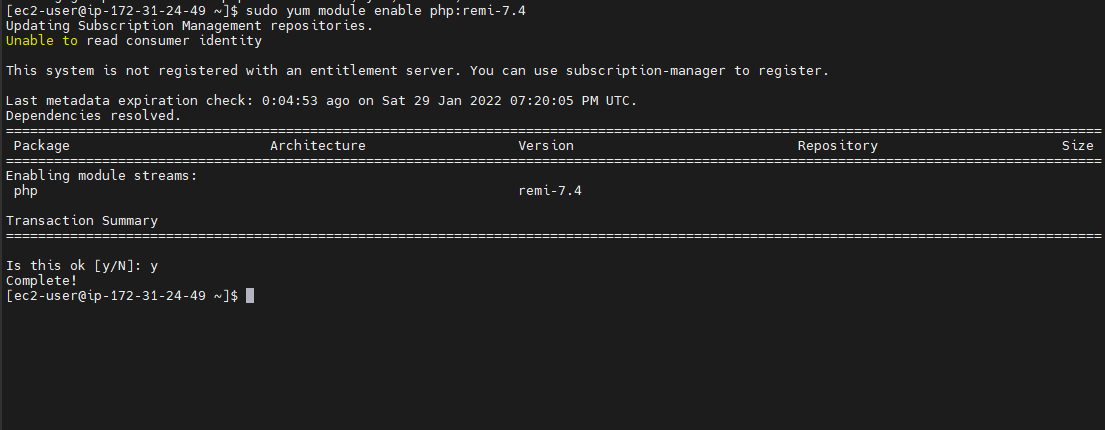 [ec2-user@ip-172-31-24-49 ~]$ sudo yum module enable php:remi-7.4
Updating Subscription Management repositories.
Unable to read consumer identity
This system is not registered with an entitlement server. You can use subscription-manager to register.
Last metadata expiration check: 0:04:53 ago on Sat 29 Jan 2022 07:20:05 PM UTC.
Dependencies resolved.
Package Architecture Version Repository Size
Enabling module streams:
php remi-7.4
Transaction Summary
Is this ok [y/N]: y
Complete!
[ec2-user@ip-172-31-24-49 ~]$